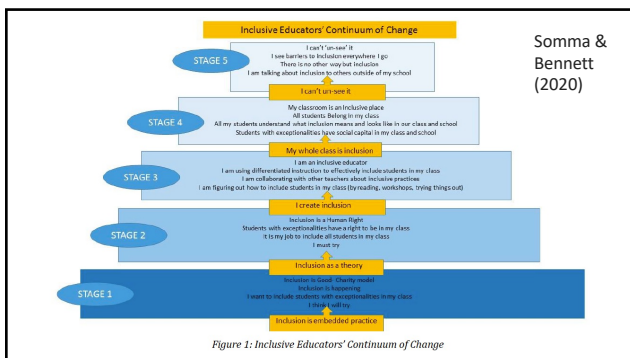 Inclusive Educators' Continuum of Change
Somma &
Bennett
(2020)
STAGE 5
I can't 'un-see' it
I see barriers to Inclusion everywhere I go
There is no other way but inclusion
I am talking about inclusion to others outside of my school
I can't un-see it
STAGE 4
My classroom is an Inclusive place
All students Belong in my class
All my students understand what inclusion means and looks like in our class and school
Students with exceptionalities have social capital in my class and school
My whole class is inclusion
STAGE 3
I am an inclusive educator
I am using differentiated instruction to effectively include students in my class
I am collaborating with other teachers about inclusive practices
I am figuring out how to include students in my class (by reading, workshops, trying things out)
I create inclusion
STAGE 2
Inclusion is a Human Right
Students with exceptionalities have a right to be in my class
It is my job to include all students in my class
I must try
Inclusion as a theory
STAGE 1
Inclusion is Good- Charity model
Inclusion is happening
I want to include students with exceptionalities in my class
I think I will try
Inclusion is embedded practice
Figure 1: Inclusive Educators' Continuum of Change